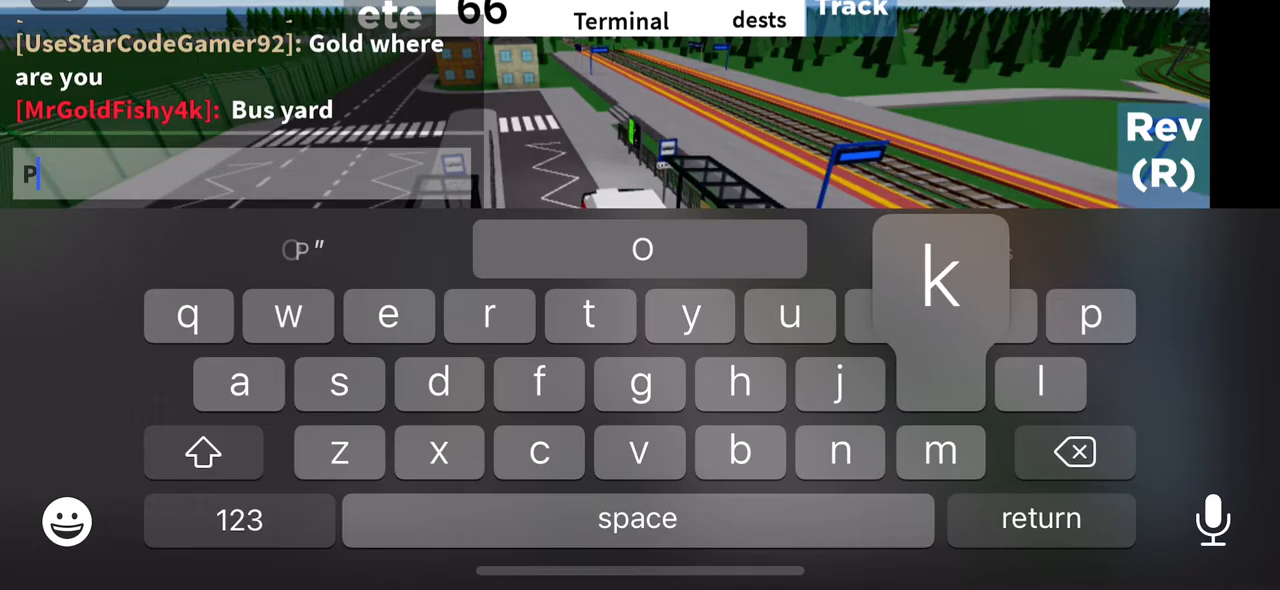 ete
66
Terminal
dests
Track
[UseStarCodeGamer92]: Gold where
are you
[MrGoldFishy4k]: Bus yard
Rev
(R)
P
O
k
q w e r t y u p
a s d f g h j l
z x c v b n m
123
space
return